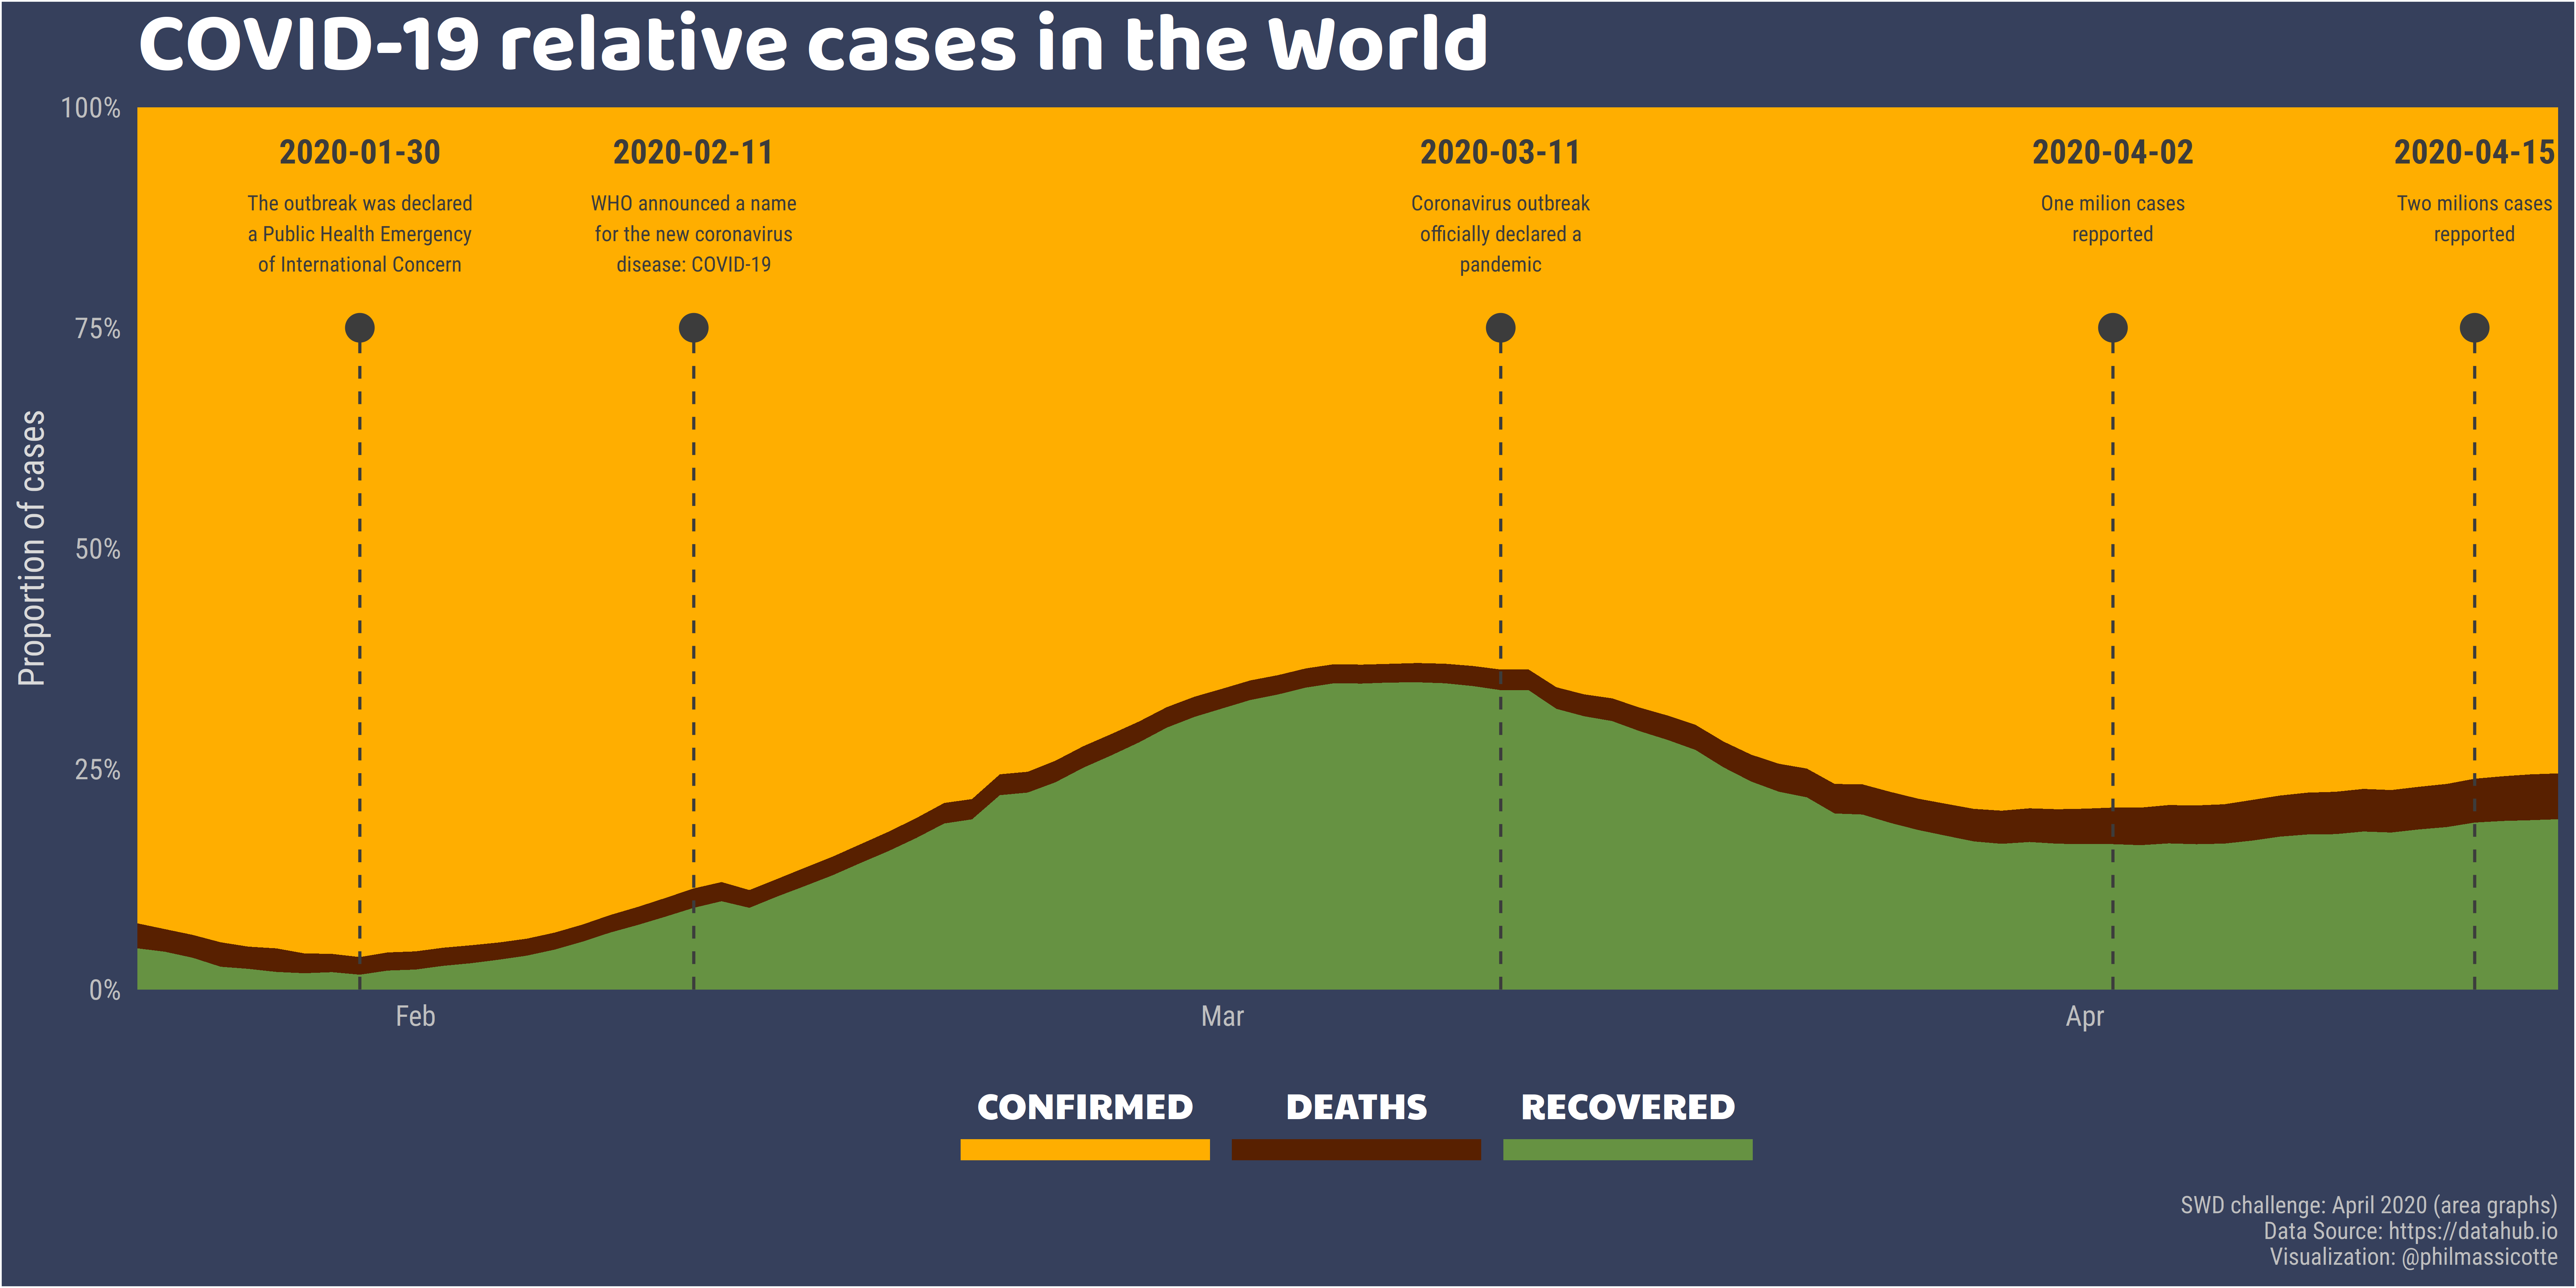 COVID-19 relative cases in the World
100%
75%
50%
25%
0%
Proportion of cases
2020-01-30
The outbreak was declared
a Public Health Emergency
of International Concern
2020-02-11
WHO announced a name
for the new coronavirus
disease: COVID-19
2020-03-11
Coronavirus outbreak
officially declared a
pandemic
2020-04-02
One milion cases
repported
2020-04-15
Two milions cases
repported
Feb
Mar
Apr
CONFIRMED
DEATHS
RECOVERED
SWD challenge: April 2020 (area graphs)
Data Source: https://datahub.io
Visualization: @philmassicotte